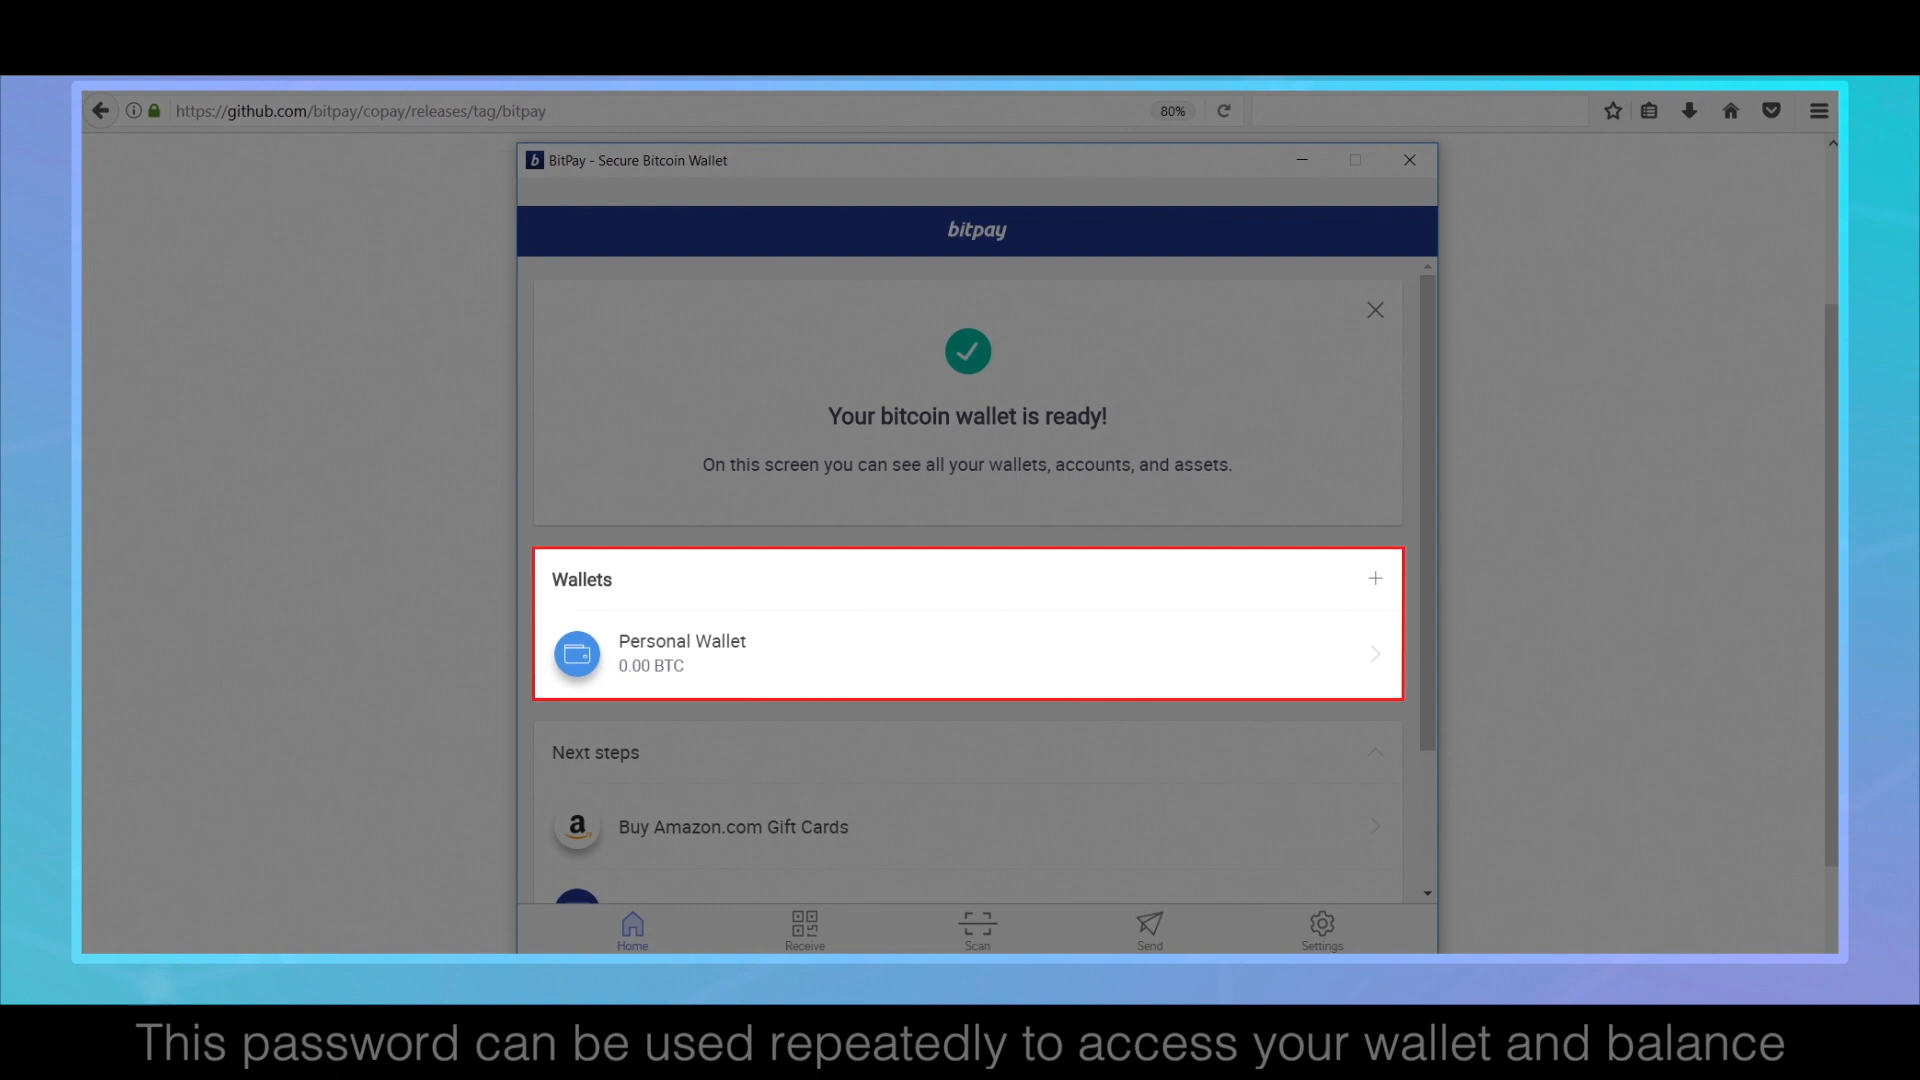 https://github.com/bitpay/copay/releases/tag/bitpay
80%
b BitPay - Secure Bitcoin Wallet
bitpay
Your bitcoin wallet is ready!
On this screen you can see all your wallets, accounts, and assets.
Wallets
Personal Wallet
0.00 BTC
Next steps
a Buy Amazon.com Gift Cards
Home Receive Scan Send Settings
This password can be used repeatedly to access your wallet and balance